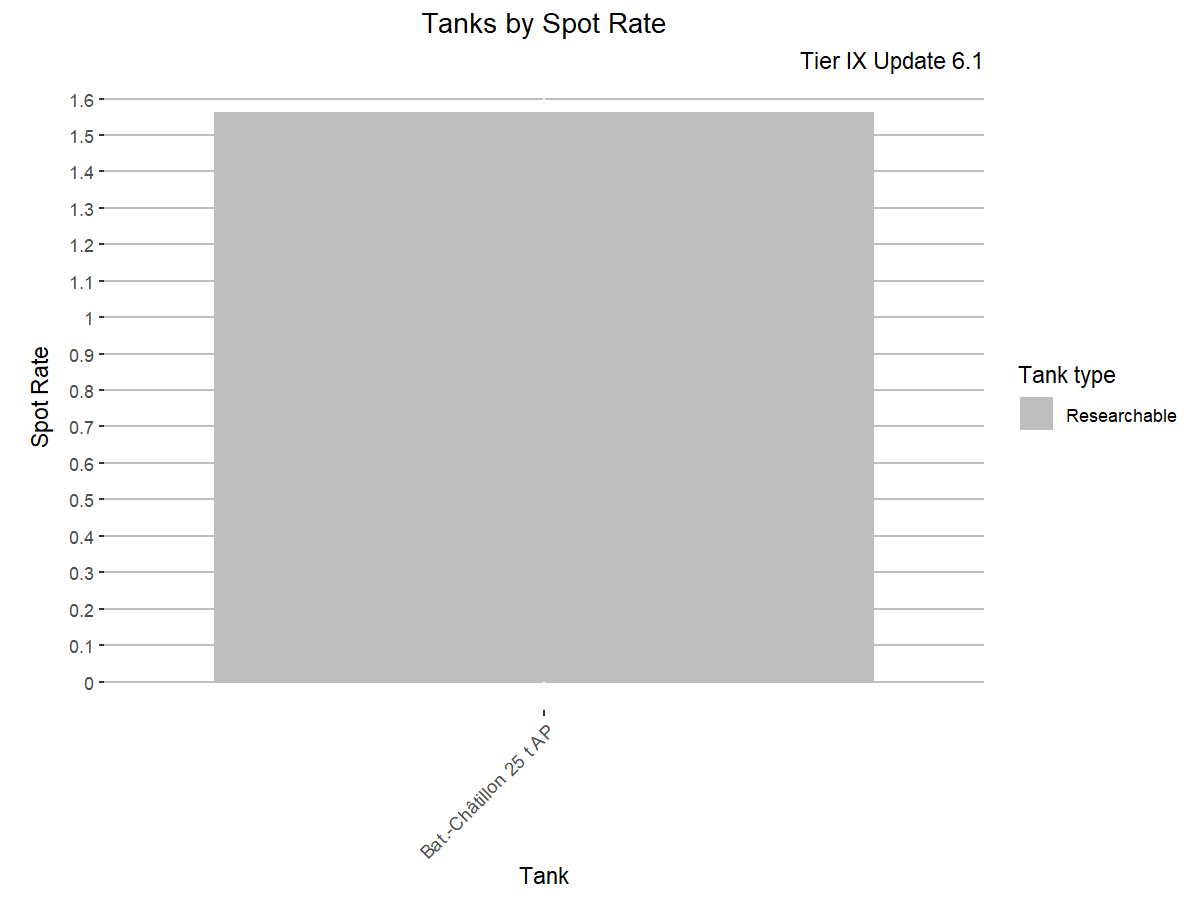 Tanks by Spot Rate
Tier IX Update 6.1
1.6
1.5
1.4
1.3
1.2
1.1
1
0.9
0.8
0.7
0.6
0.5
0.4
0.3
0.2
0.1
0
Spot Rate
Tank type
Researchable
Bat.-Châtillon 25 t AP
Tank